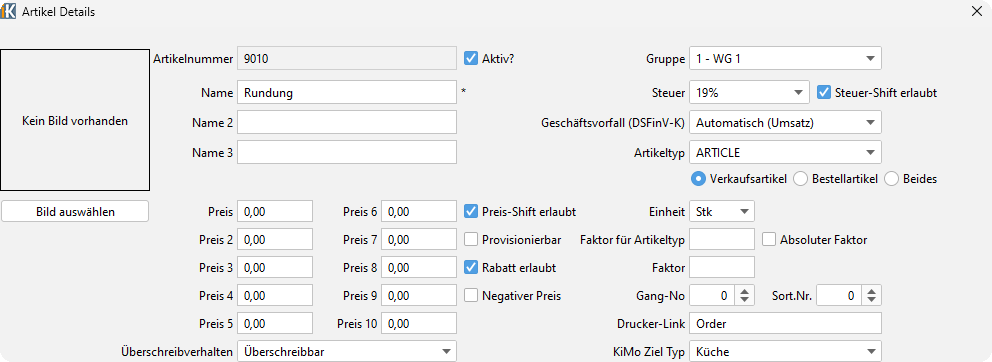 Artikel Details
Artikelnummer 9010 Aktiv? Gruppe 1 - WG 1
Kein Bild vorhanden
Name Rundung * Steuer 19% Steuer-Shift erlaubt
Name 2 Geschäftsvorfall (DSFinV-K) Automatisch (Umsatz)
Name 3 Artikeltyp ARTICLE
Verkaufsartikel Bestellartikel Beides
Bild auswählen Preis 0,00 Preis 6 0,00 Preis-Shift erlaubt Einheit Stk
Preis 2 0,00 Preis 7 0,00 Provisionierbar Faktor für Artikeltyp Absoluter Faktor
Preis 3 0,00 Preis 8 0,00 Rabatt erlaubt Faktor
Preis 4 0,00 Preis 9 0,00 Negativer Preis Gang-No 0 Sort.Nr. 0
Preis 5 0,00 Preis 10 0,00 Drucker-Link Order
Überschreibverhalten Überschreibbar KiMo Ziel Typ Küche